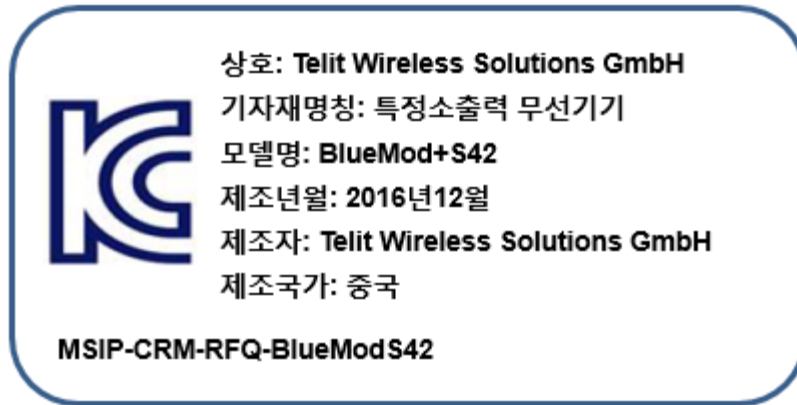 상호: Telit Wireless Solutions GmbH
기자재명칭: 특정소출력 무선기기
모델명: BlueMod+S42
제조년월: 2016년12월
제조자: Telit Wireless Solutions GmbH
제조국가: 중국
MSIP-CRM-RFQ-BlueModS42